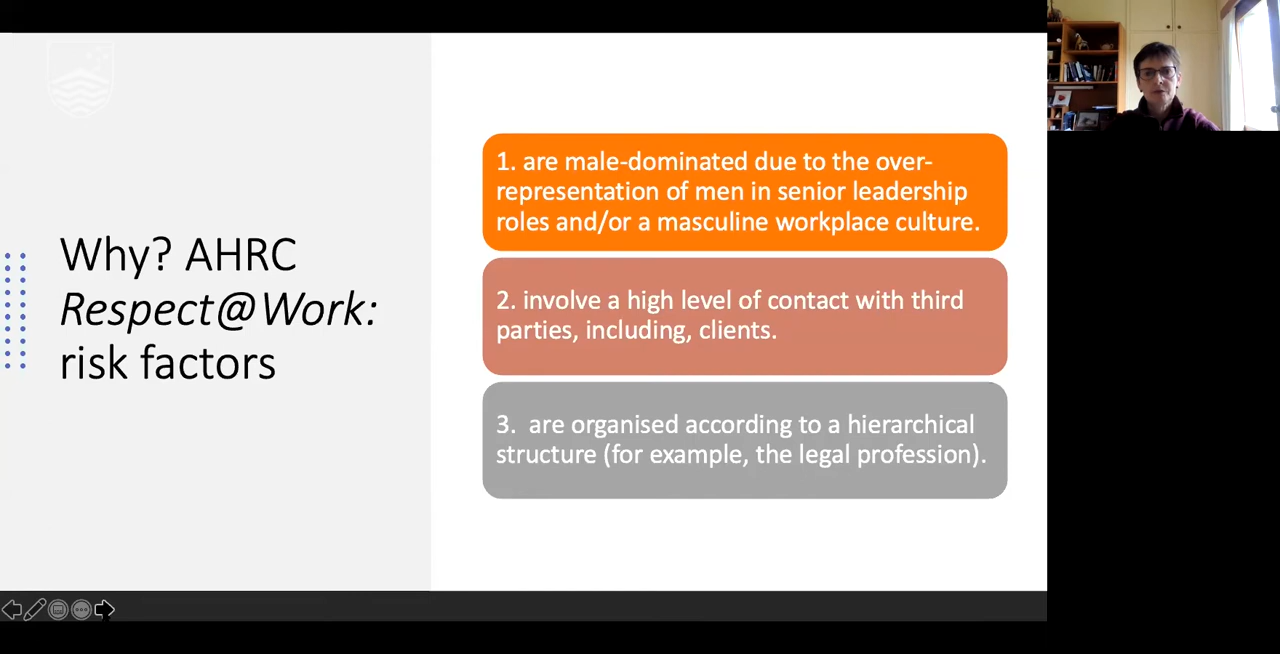 Why? AHRC
Respect@Work:
risk factors
1. are male-dominated due to the over-
representation of men in senior leadership
roles and/or a masculine workplace culture.
2. involve a high level of contact with third
parties, including, clients.
3.  are organised according to a hierarchical
structure (for example, the legal profession).